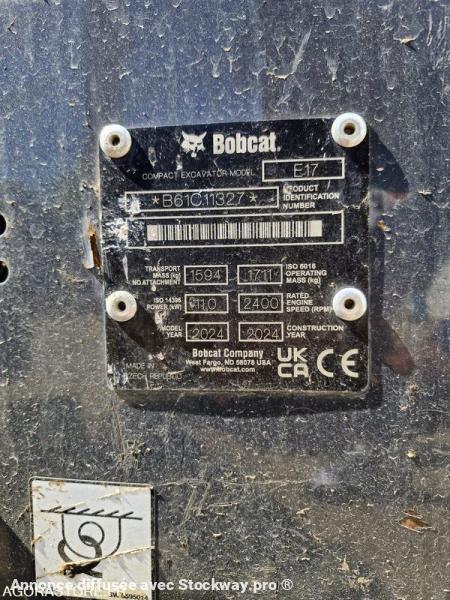 Bobcat.
COMPACT EXCAVATOR MODEL E17
*B61C11327* PRODUCT IDENTIFICATION NUMBER
TRANSPORT MASS (kg) NO ATTACHMENT 1594 1711 ISO 6016 OPERATING MASS (kg)
ISO 14396 POWER (kW) 11.0 2400 RATED ENGINE SPEED (RPM)
MODEL YEAR 2024 2024 CONSTRUCTION YEAR
Bobcat Company
West Fargo, ND 58078 USA
www.bobcat.com
MADE IN
CZECH REPUBLIC
UK
CA CE
Annonce diffusée avec Stockway.pro ®